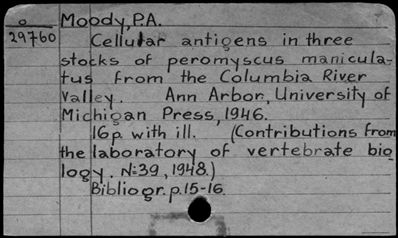 o
Moody, P.A.
29760
Cellular antigens in three
stocks of peromyscus manicula-
tus from the Columbia River
Valley. Ann Arbor, University of
Michigan Press, 1946.
16 p. with ill. (Contributions from
the laboratory of vertebrate bio-
logy. №: 39, 1948.)
Bibliogr. p. 15-16.